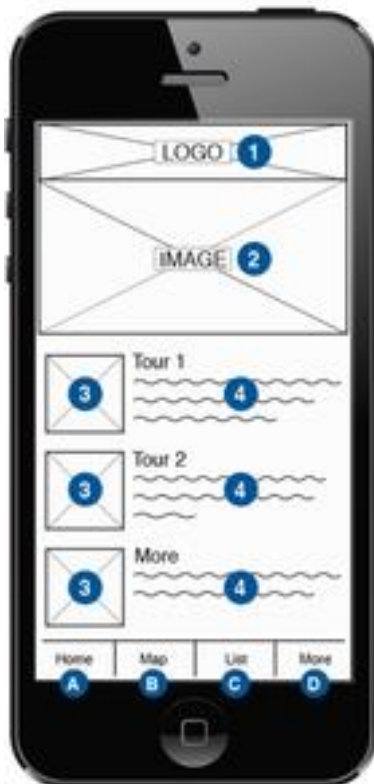 LOGO 1
IMAGE 2
Tour 1
3 4
Tour 2
3 4
More
3 4
Home Map List More
A B C D